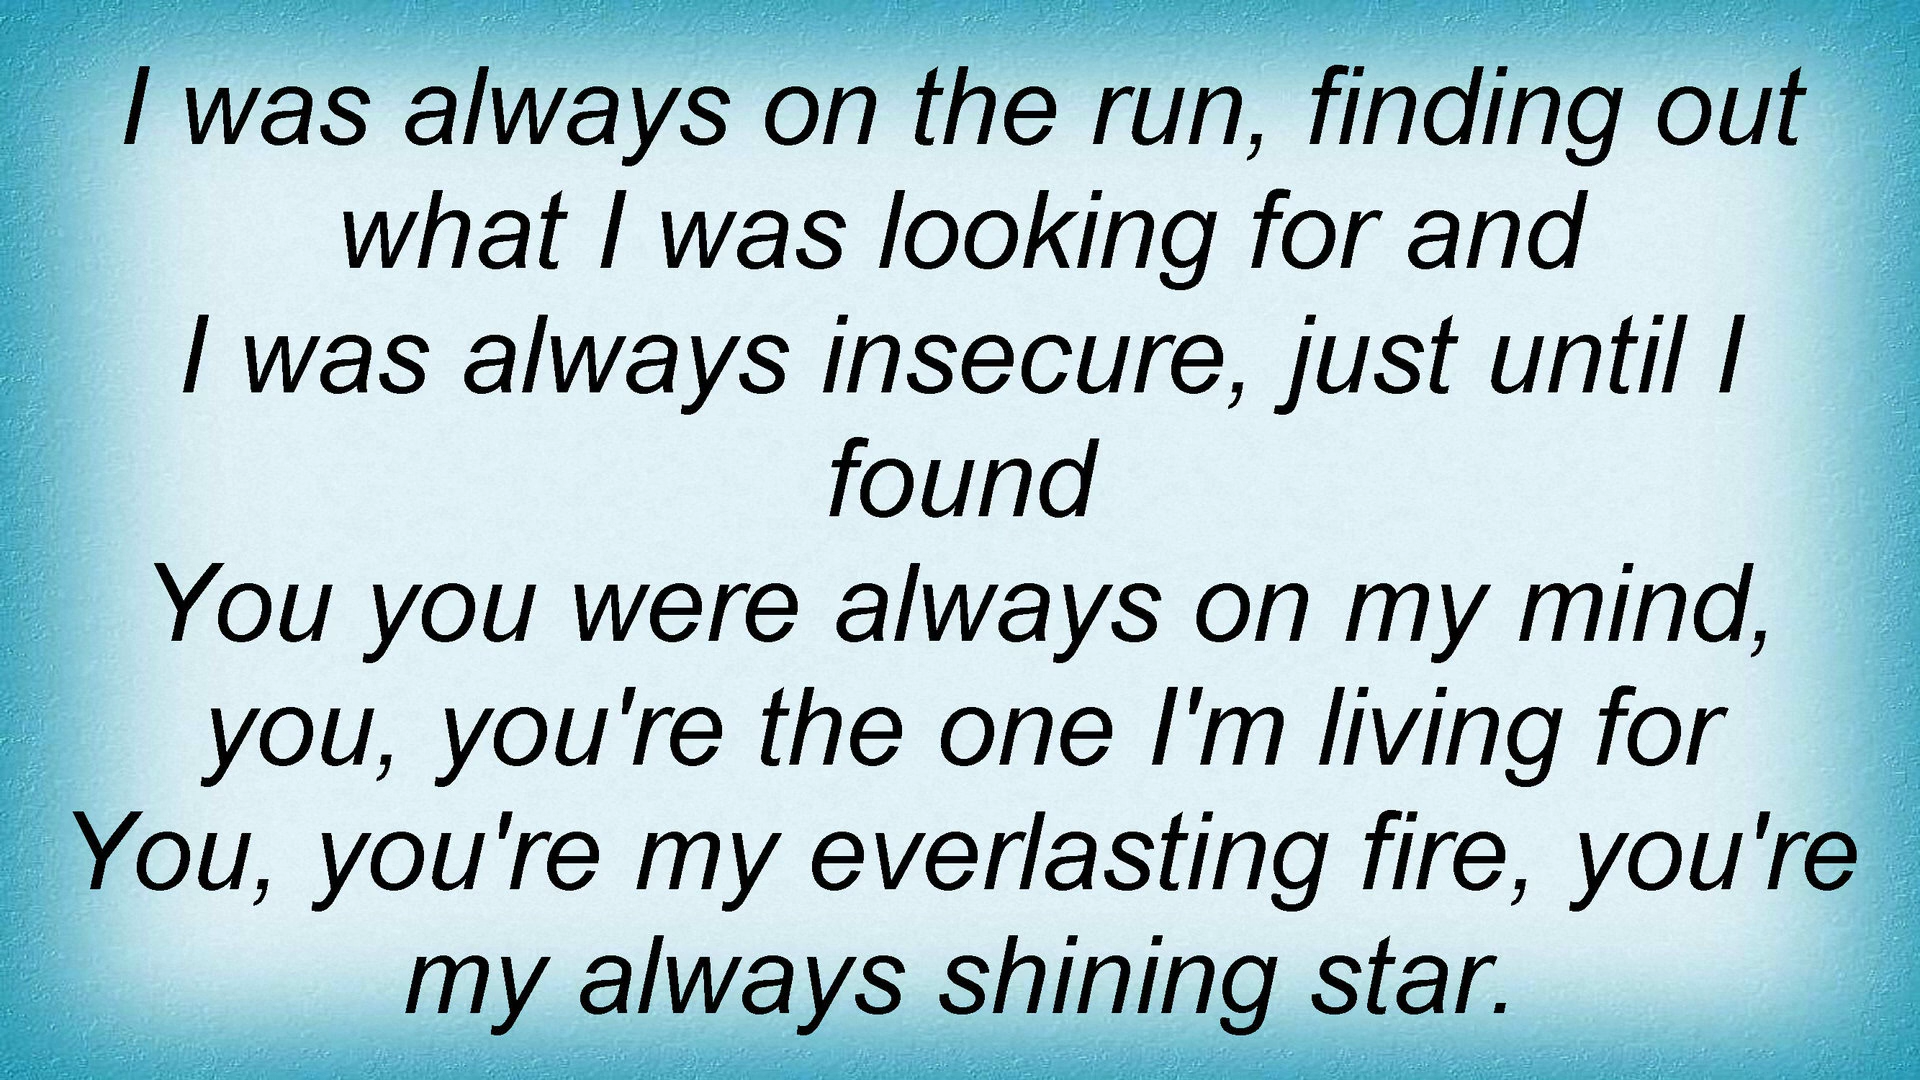 I was always on the run, finding out
what I was looking for and
I was always insecure, just until I
found
You you were always on my mind,
you, you're the one I'm living for
You, you're my everlasting fire, you're
my always shining star.